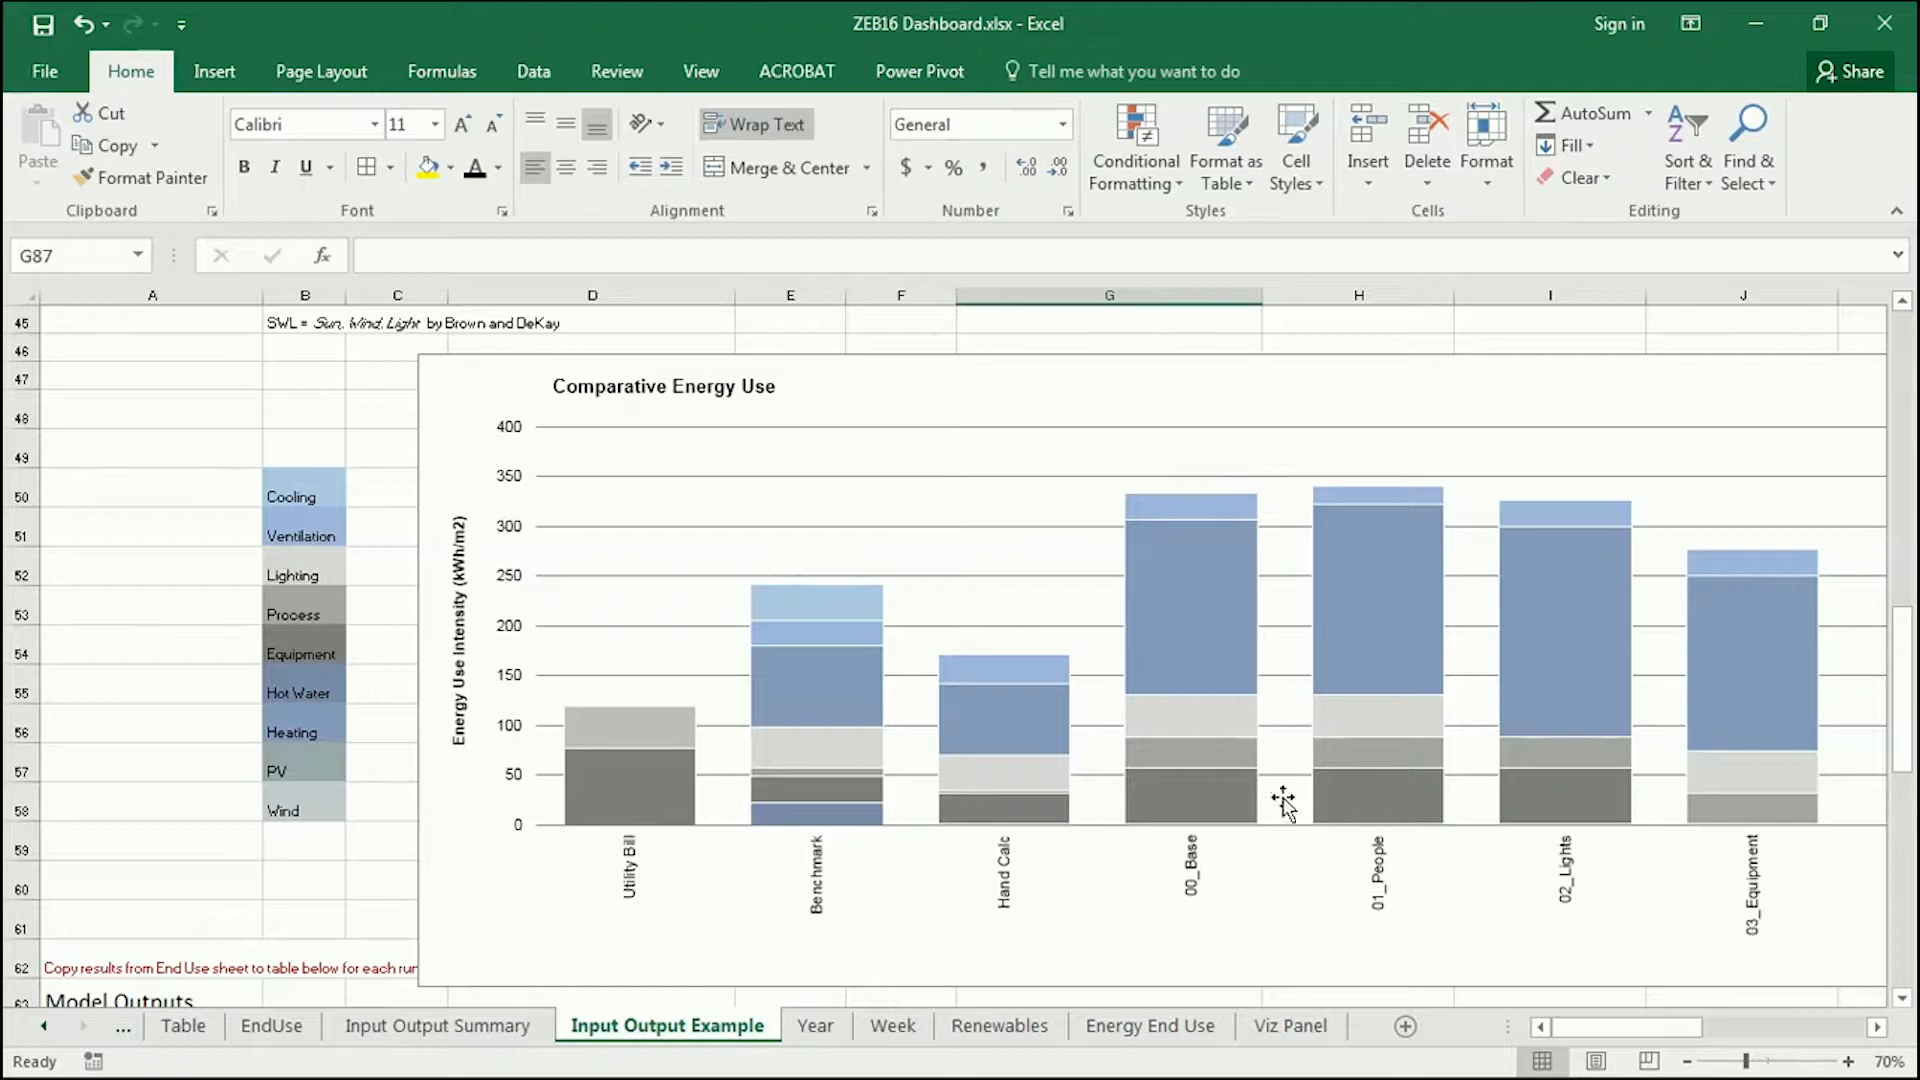 ZEB16 Dashboard.xlsx - Excel
Sign in
File
Home
Insert
Page Layout
Formulas
Data
Review
View
ACROBAT
Power Pivot
Tell me what you want to do
Share
Paste
Cut
Copy
Format Painter
Clipboard
Calibri
11
B I U
Font
Wrap Text
Merge & Center
Alignment
General
$ % ,
Number
Conditional Formatting
Format as Table
Cell Styles
Styles
Insert
Delete
Format
Cells
AutoSum
Fill
Clear
Sort & Filter
Find & Select
Editing
G87
fx
A B C D E F G H I J
45 SWL = Sun, Wind, Light by Brown and DeKay
46
47
48
49
50 Cooling
51 Ventilation
52 Lighting
53 Process
54 Equipment
55 Hot Water
56 Heating
57 PV
58 Wind
59
60
61
62 Copy results from End Use sheet to table below for each run
63 Model Outputs
Comparative Energy Use
Energy Use Intensity (kWh/m2)
400
350
300
250
200
150
100
50
0
Utility Bill
Benchmark
Hand Calc
00_Base
01_People
02_Lights
03_Equipment
...
Table
EndUse
Input Output Summary
Input Output Example
Year
Week
Renewables
Energy End Use
Viz Panel
Ready
70%